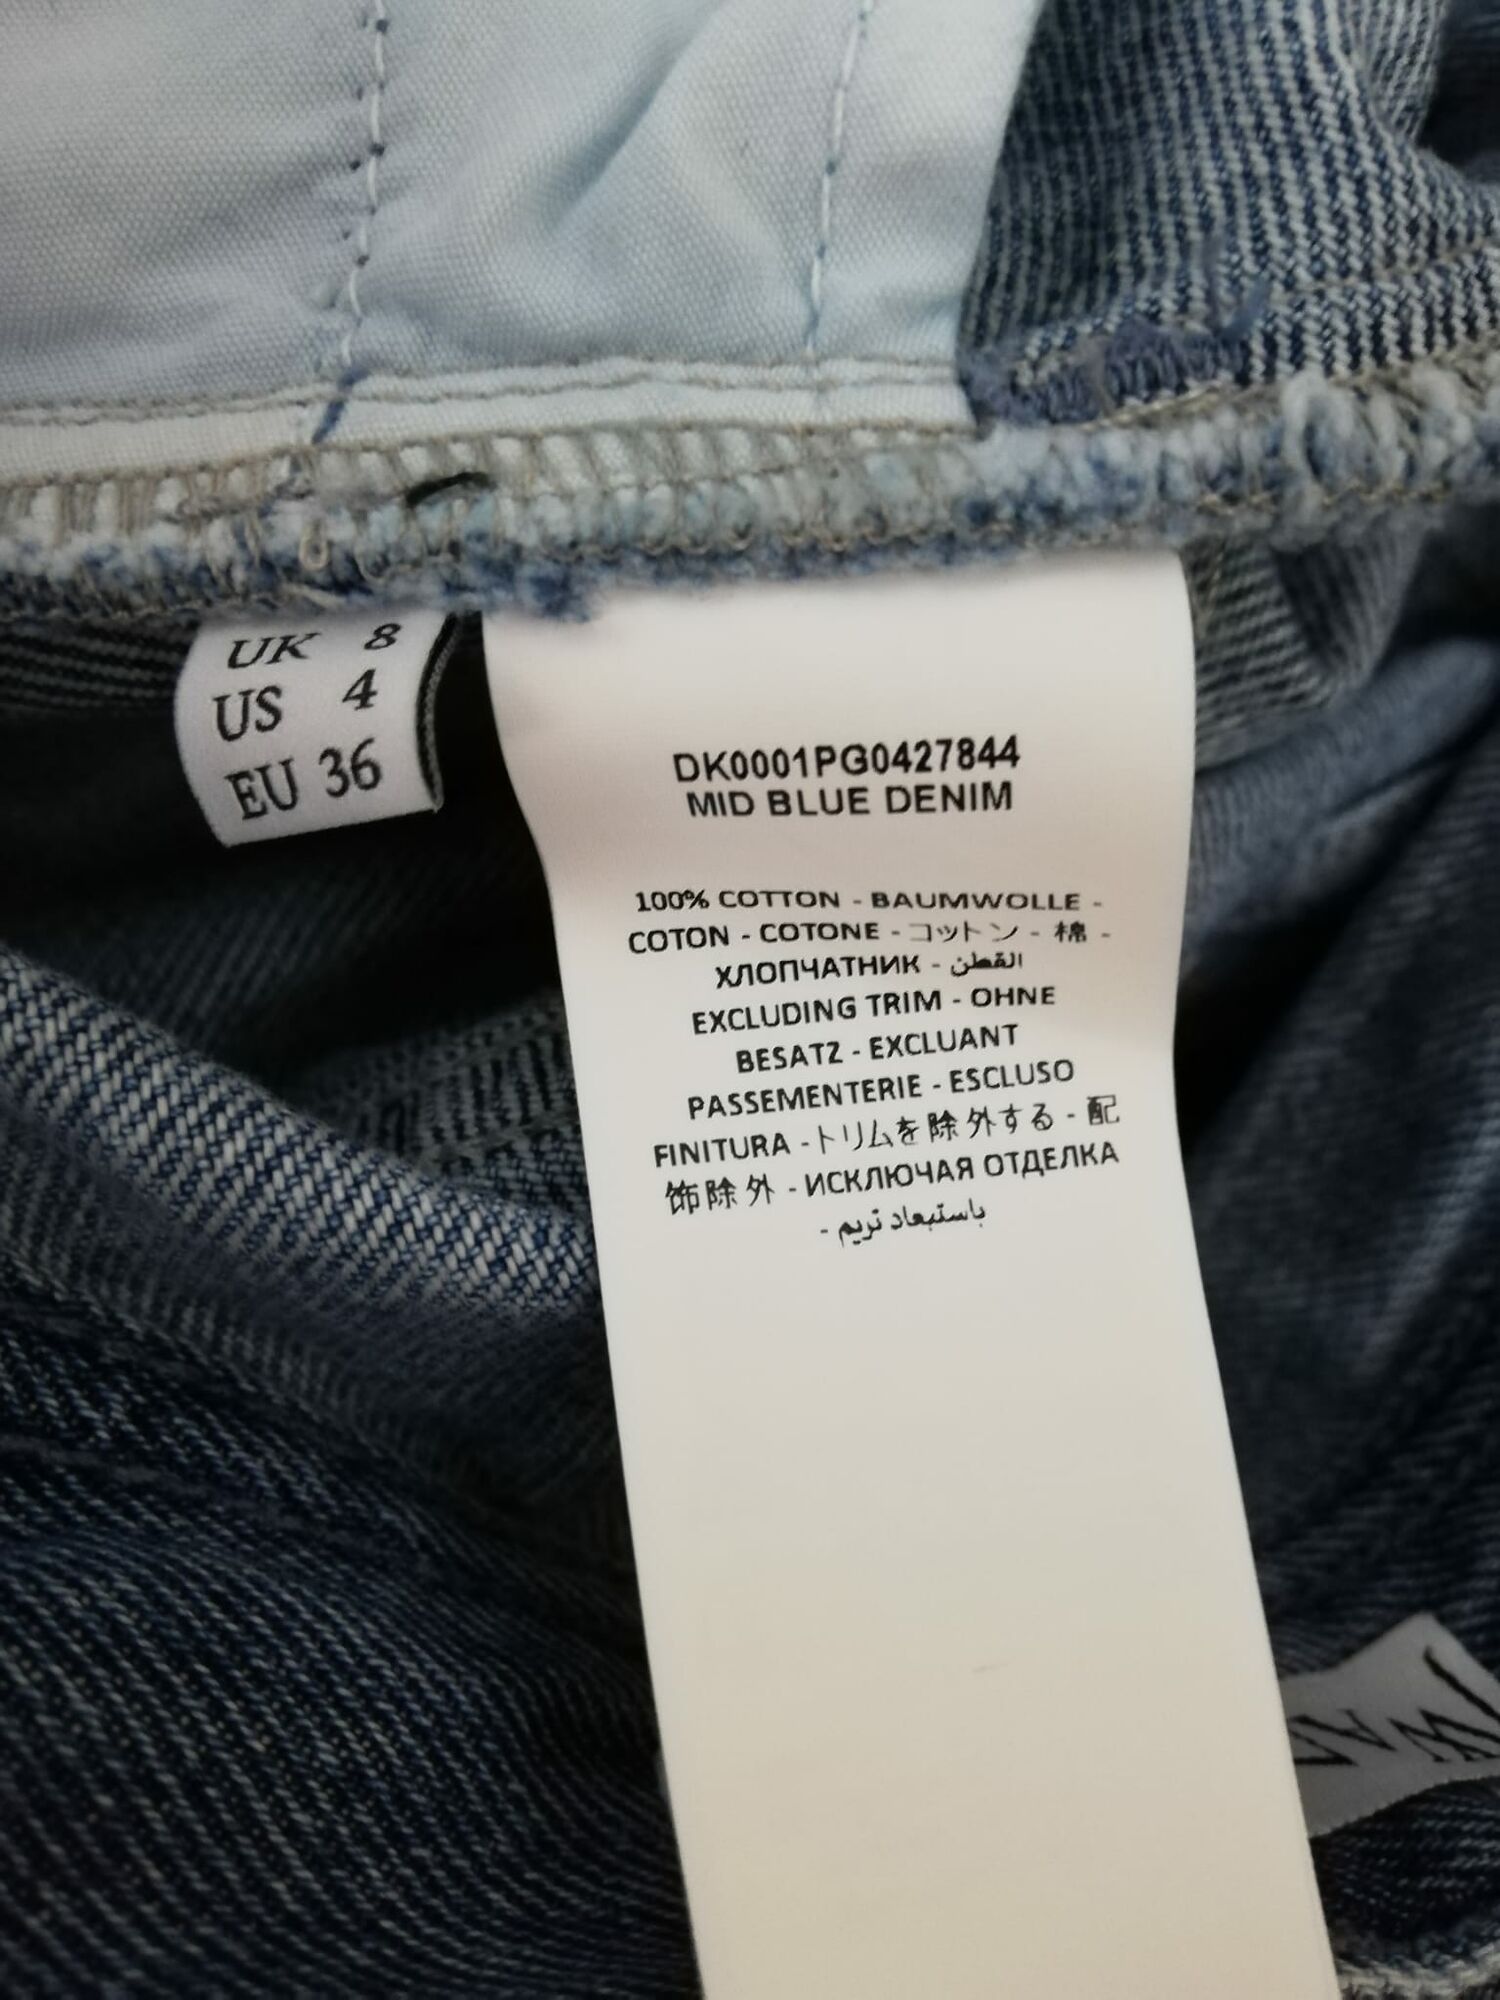 UK 8
US 4
EU 36
DK0001PG0427844
MID BLUE DENIM
100% COTTON - BAUMWOLLE -
COTON - COTONE - コットン - 棉 -
ХЛОПЧАТНИК - القطن
EXCLUDING TRIM - OHNE
BESATZ - EXCLUANT
PASSEMENTERIE - ESCLUSO
FINITURA - トリムを除外する - 配
饰除外 - ИСКЛЮЧАЯ ОТДЕЛКА
باستبعاد تريم -